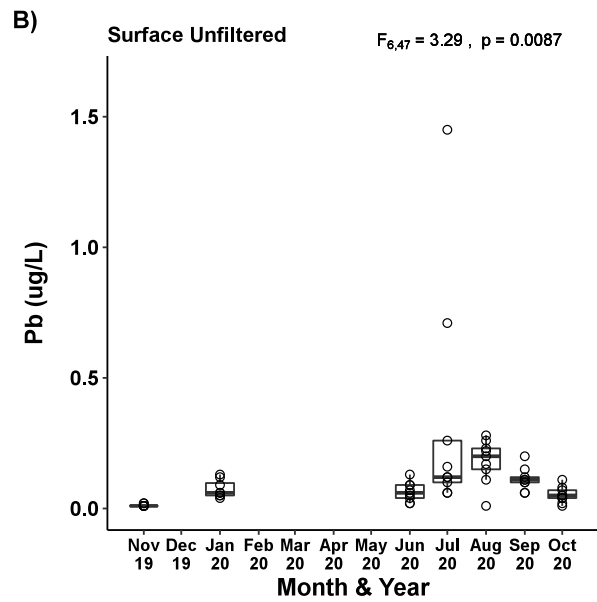 B)
Surface Unfiltered
F6,47 = 3.29 , p = 0.0087
Pb (ug/L)
1.5
1.0
0.5
0.0
Nov Dec Jan Feb Mar Apr May Jun Jul Aug Sep Oct
19 19 20 20 20 20 20 20 20 20 20 20
Month & Year